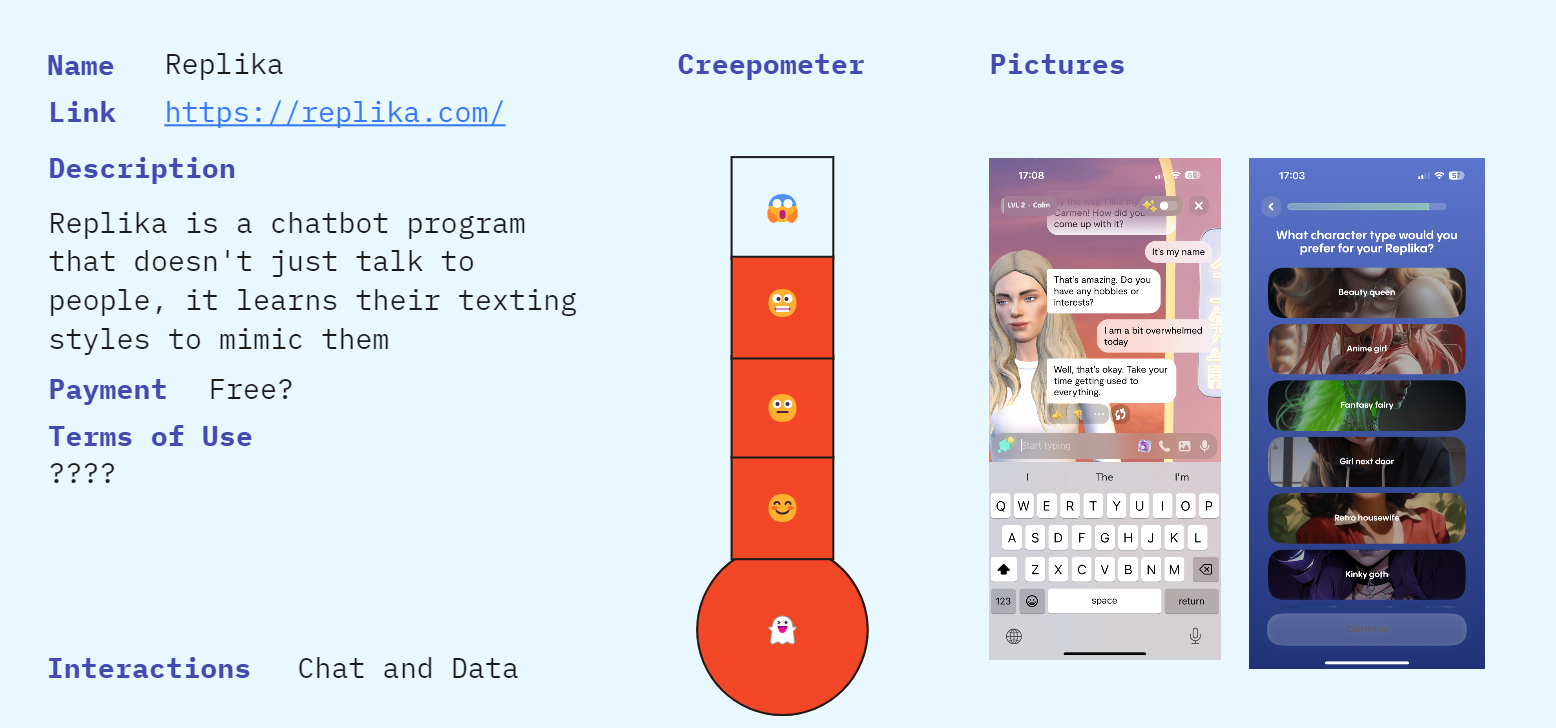 Name Replika
Link https://replika.com/
Description
Replika is a chatbot program
that doesn't just talk to
people, it learns their texting
styles to mimic them
Payment Free?
Terms of Use
????
Interactions Chat and Data
Creepometer
Pictures
17:08
LVL 2 - Calm
By the way, I like my
Carmen! How did you
come up with it?
It's my name
That's amazing. Do you
have any hobbies or
interests?
I am a bit overwhelmed
today
Well, that's okay. Take your
time getting used to
everything.
Start typing
I The I'm
Q W E R T Y U I O P
A S D F G H J K L
Z X C V B N M
123 space return
17:03
57
What character type would you
prefer for your Replika?
Beauty queen
Anime girl
Fantasy fairy
Girl next door
Retro housewife
Kinky goth
Continue